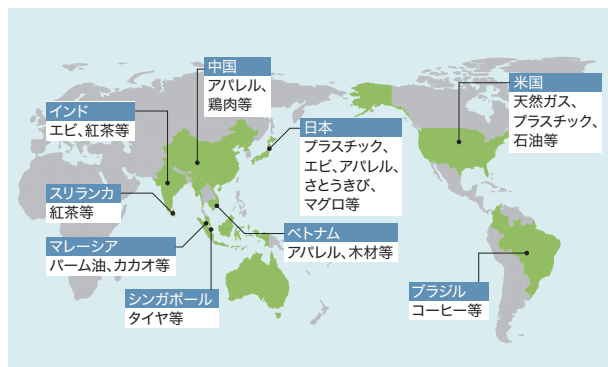 中国
アパレル、
鶏肉等
米国
天然ガス、
プラスチック、
石油等
インド
エビ、紅茶等
日本
プラスチック、
エビ、アパレル、
さとうきび、
マグロ等
スリランカ
紅茶等
ベトナム
アパレル、木材等
マレーシア
パーム油、カカオ等
シンガポール
タイヤ等
ブラジル
コーヒー等